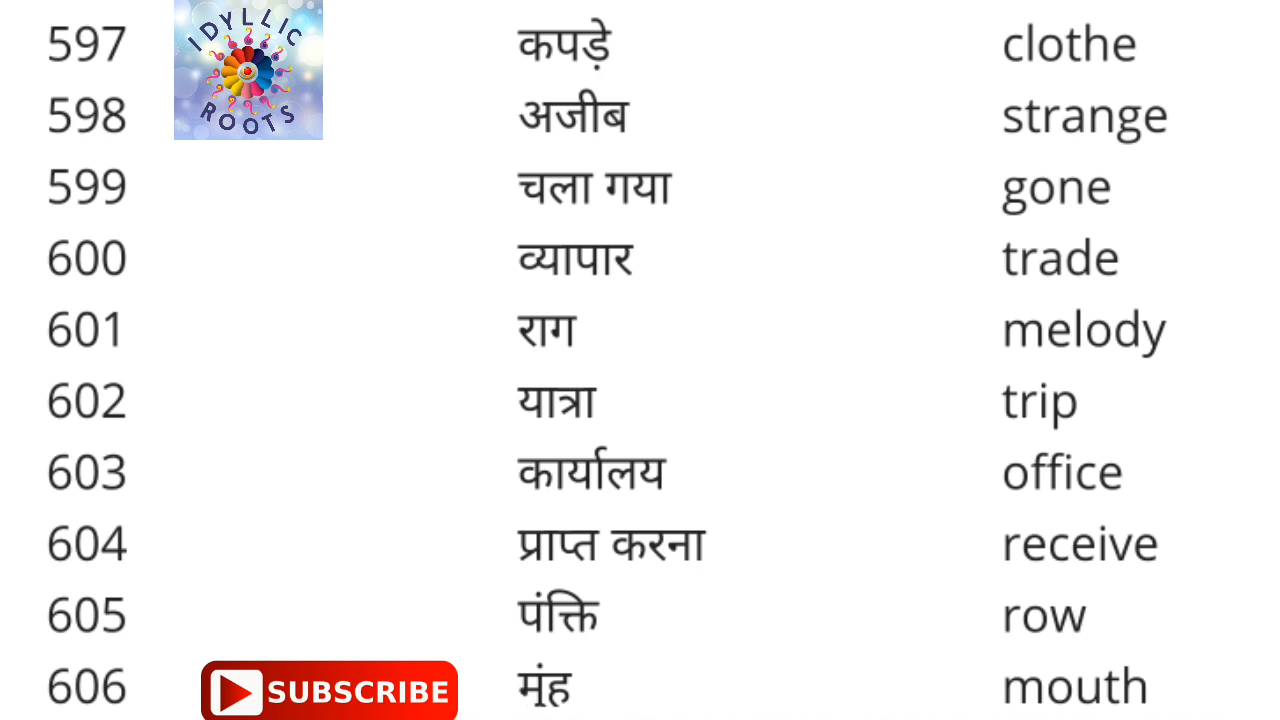 597 कपड़े clothe
IDYLLIC ROOTS
598 अजीब strange
599 चला गया gone
600 व्यापार trade
601 राग melody
602 यात्रा trip
603 कार्यालय office
604 प्राप्त करना receive
605 पंक्ति row
606 मुंह mouth
SUBSCRIBE